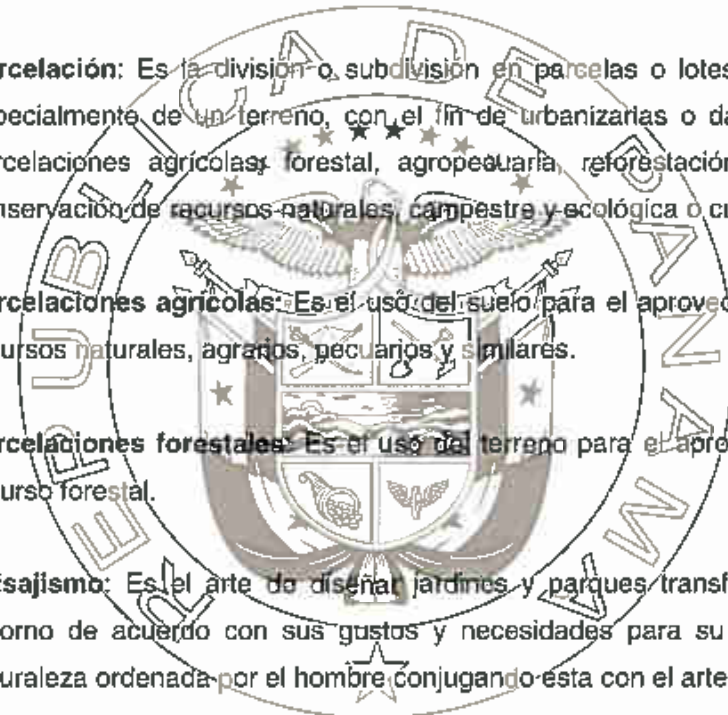 rcelación: Es la división o subdivisión en parcelas o lotes
pecialmente de un terreno, con el fin de urbanizarlas o da
rcelaciones agrícolas, forestal, agropecuaria, reforestación
nservación de recursos naturales, campestre y ecológica o cu
rcelaciones agrícolas: Es el uso del suelo para el aprovec
ursos naturales, agrarios, pecuarios y similares.
rcelaciones forestales: Es el uso del terreno para el apro
urso forestal.
isajismo: Es el arte de diseñar jardines y parques transf
orno de acuerdo con sus gustos y necesidades para su
uraleza ordenada por el hombre conjugando esta con el arte
REPUBLICA DE PANAMA